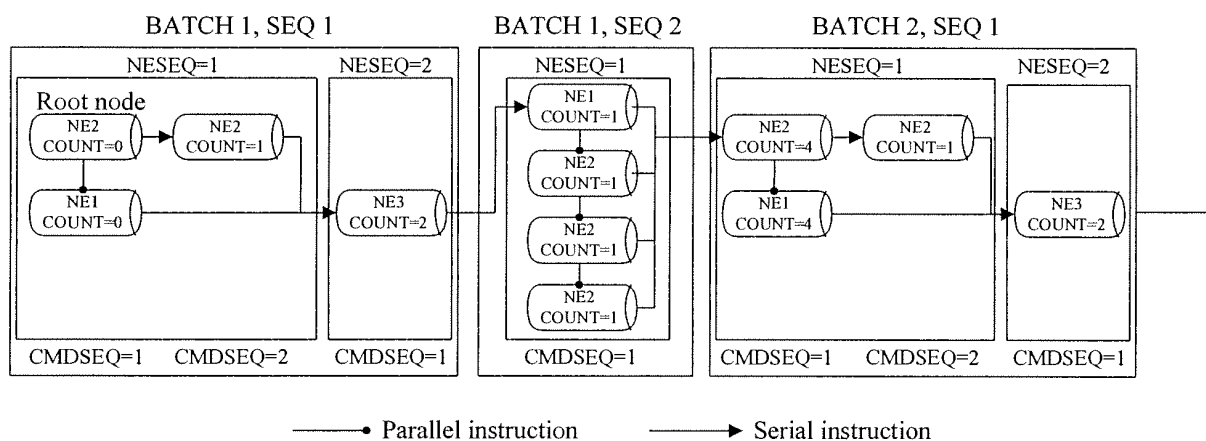 BATCH 1, SEQ 1
NESEQ=1
NESEQ=2
Root node
NE2
COUNT=0
NE2
COUNT=1
NE1
COUNT=0
NE3
COUNT=2
CMDSEQ=1
CMDSEQ=2
CMDSEQ=1
BATCH 1, SEQ 2
NESEQ=1
NE1
COUNT=1
NE2
COUNT=1
NE2
COUNT=1
NE2
COUNT=1
CMDSEQ=1
BATCH 2, SEQ 1
NESEQ=1
NESEQ=2
NE2
COUNT=4
NE2
COUNT=1
NE1
COUNT=4
NE3
COUNT=2
CMDSEQ=1
CMDSEQ=2
CMDSEQ=1
Parallel instruction
Serial instruction